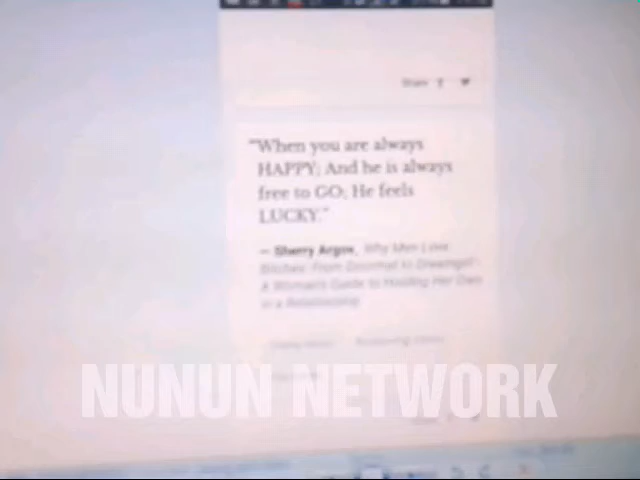 Share
"When you are always
HAPPY; And he is always
free to GO; He feels
LUCKY."
― Sherry Argov, Why Men Love
Bitches: From Doormat to Dreamgirl-
A Woman's Guide to Holding Her Own
in a Relationship
NUNUN NETWORK